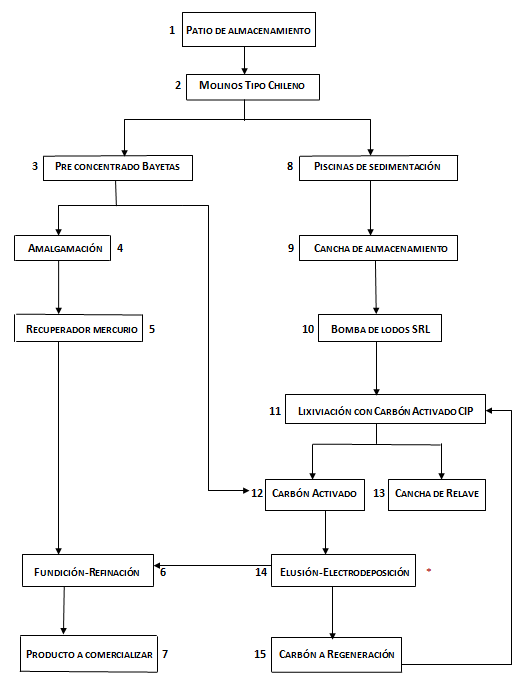 1 PATIO DE ALMACENAMIENTO
2 MOLINOS TIPO CHILENO
3 PRE CONCENTRADO BAYETAS
8 PISCINAS DE SEDIMENTACIÓN
AMALGAMACIÓN 4
9 CANCHA DE ALMACENAMIENTO
RECUPERADOR MERCURIO 5
10 BOMBA DE LODOS SRL
11 LIXIVIACIÓN CON CARBÓN ACTIVADO CIP
12 CARBÓN ACTIVADO
13 CANCHA DE RELAVE
FUNDICIÓN-REFINACIÓN 6
14 ELUSIÓN-ELECTRODEPOSICIÓN *
PRODUCTO A COMERCIALIZAR 7
15 CARBÓN A REGENERACIÓN